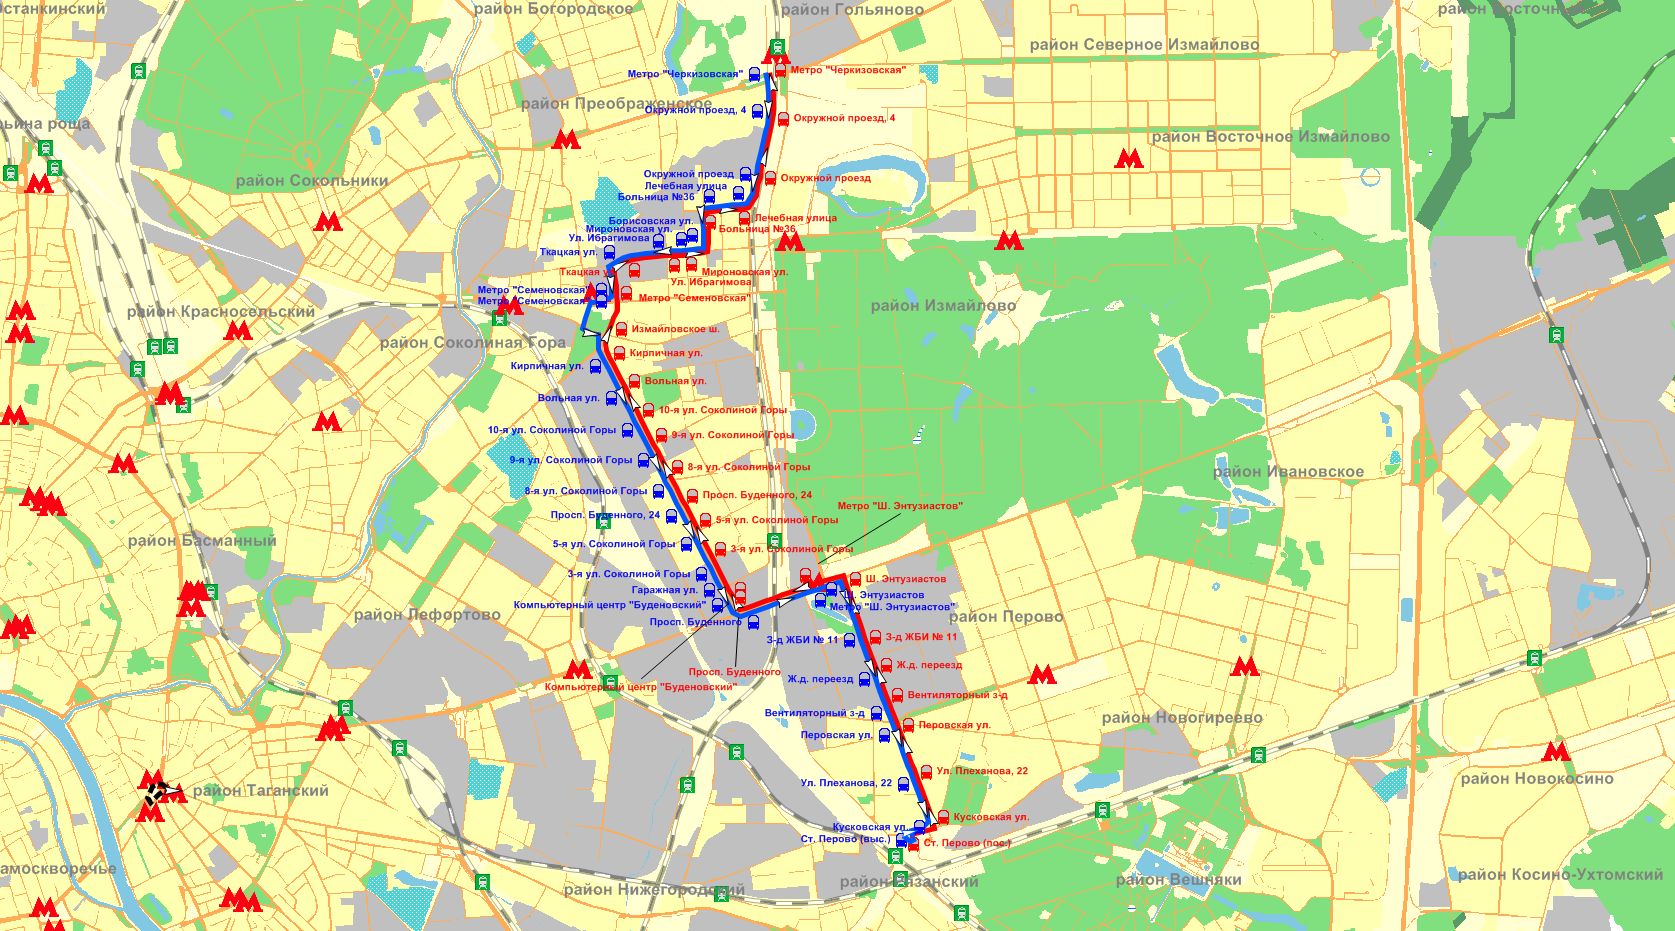 останкинский
район Богородское
район Гольяново
район Восточн
район Северное Измайлово
Метро "Черкизовская"
Метро "Черкизовская"
район Преображенское
Окружной проезд, 4
Окружной проезд, 4
рьина роща
район Восточное Измайлово
район Сокольники
Окружной проезд
Окружной проезд
Лечебная улица
Больница №36
Лечебная улица
Борисовская ул.
Мироновская ул.
Больница №36
Ул. Ибрагимова
Ткацкая ул.
Ткацкая ул.
Мироновская ул.
Ул. Ибрагимова
Метро "Семеновская"
Метро "Семеновская"
Метро "Семеновская"
район Измайлово
район Красносельский
Измайловское ш.
район Соколиная Гора
Кирпичная ул.
Кирпичная ул.
Вольная ул.
Вольная ул.
10-я ул. Соколиной Горы
10-я ул. Соколиной Горы
9-я ул. Соколиной Горы
9-я ул. Соколиной Горы
8-я ул. Соколиной Горы
район Ивановское
8-я ул. Соколиной Горы
Просп. Буденного, 24
Метро "Ш. Энтузиастов"
Просп. Буденного, 24
5-я ул. Соколиной Горы
район Басманный
5-я ул. Соколиной Горы
3-я ул. Соколиной Горы
3-я ул. Соколиной Горы
Ш. Энтузиастов
Гаражная ул.
Ш. Энтузиастов
Компьютерный центр "Буденовский"
Метро "Ш. Энтузиастов"
район Лефортово
район Перово
Просп. Буденного
З-д ЖБИ № 11
З-д ЖБИ № 11
Ж.д. переезд
Просп. Буденного
Ж.д. переезд
Компьютерный центр "Буденовский"
Вентиляторный з-д
Вентиляторный з-д
район Новогиреево
Перовская ул.
Перовская ул.
Ул. Плеханова, 22
район Новокосино
Ул. Плеханова, 22
район Таганский
Кусковская ул.
Кусковская ул.
Ст. Перово (выс.)
Ст. Перово (пос.)
амоскворечье
район Косино-Ухтомский
район Рязанский
район Вешняки
район Нижегородский